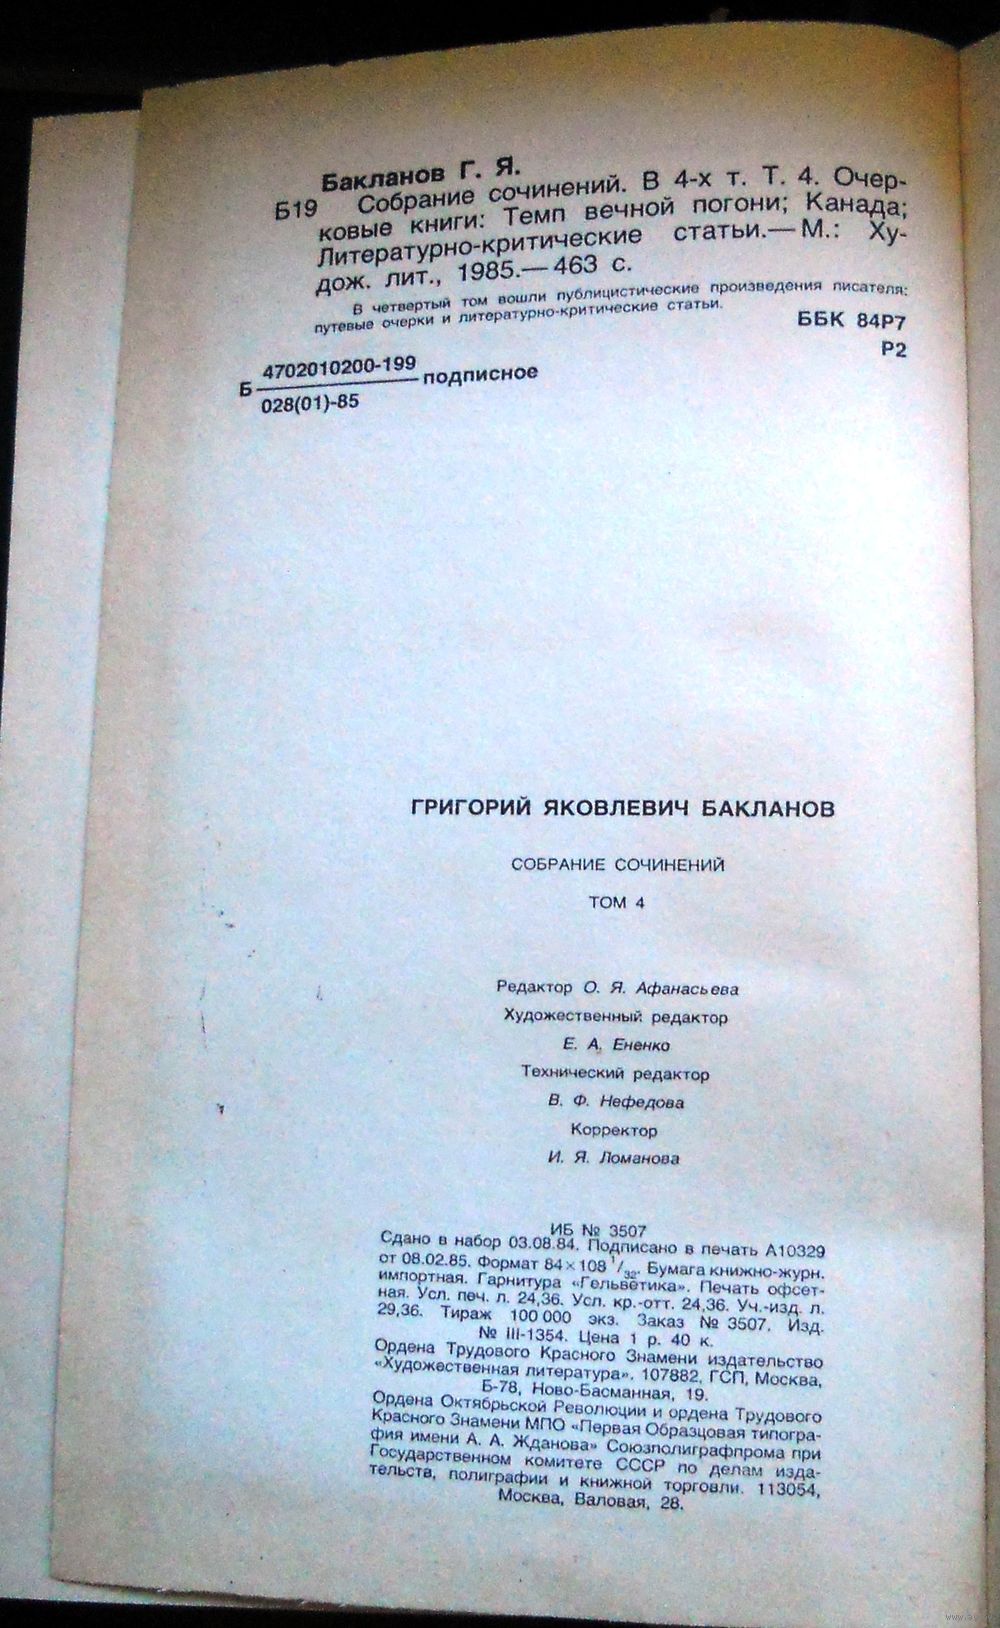 Бакланов Г. Я.
Б19 Собрание сочинений. В 4-х т. Т. 4. Очер-
ковые книги: Темп вечной погони; Канада;
Литературно-критические статьи.— М.: Ху-
дож. лит., 1985.— 463 с.
В четвертый том вошли публицистические произведения писателя:
путевые очерки и литературно-критические статьи.
ББК 84Р7
Р2
4702010200-199
Б подписное
028(01)-85
ГРИГОРИЙ ЯКОВЛЕВИЧ БАКЛАНОВ
СОБРАНИЕ СОЧИНЕНИЙ
ТОМ 4
Редактор О. Я. Афанасьева
Художественный редактор
Е. А. Ененко
Технический редактор
В. Ф. Нефедова
Корректор
И. Я. Ломанова
ИБ № 3507
Сдано в набор 03.08.84. Подписано в печать А10329
от 08.02.85. Формат 84×108 1/32. Бумага книжно-журн.
импортная. Гарнитура «Гельветика». Печать офсет-
ная. Усл. печ. л. 24,36. Усл. кр.-отт. 24,36. Уч.-изд. л.
29,36. Тираж 100 000 экз. Заказ № 3507. Изд.
№ III-1354. Цена 1 р. 40 к.
Ордена Трудового Красного Знамени издательство
«Художественная литература». 107882, ГСП, Москва,
Б-78, Ново-Басманная, 19.
Ордена Октябрьской Революции и ордена Трудового
Красного Знамени МПО «Первая Образцовая типогра-
фия имени А. А. Жданова» Союзполиграфпрома при
Государственном комитете СССР по делам изда-
тельств, полиграфии и книжной торговли. 113054,
Москва, Валовая, 28.